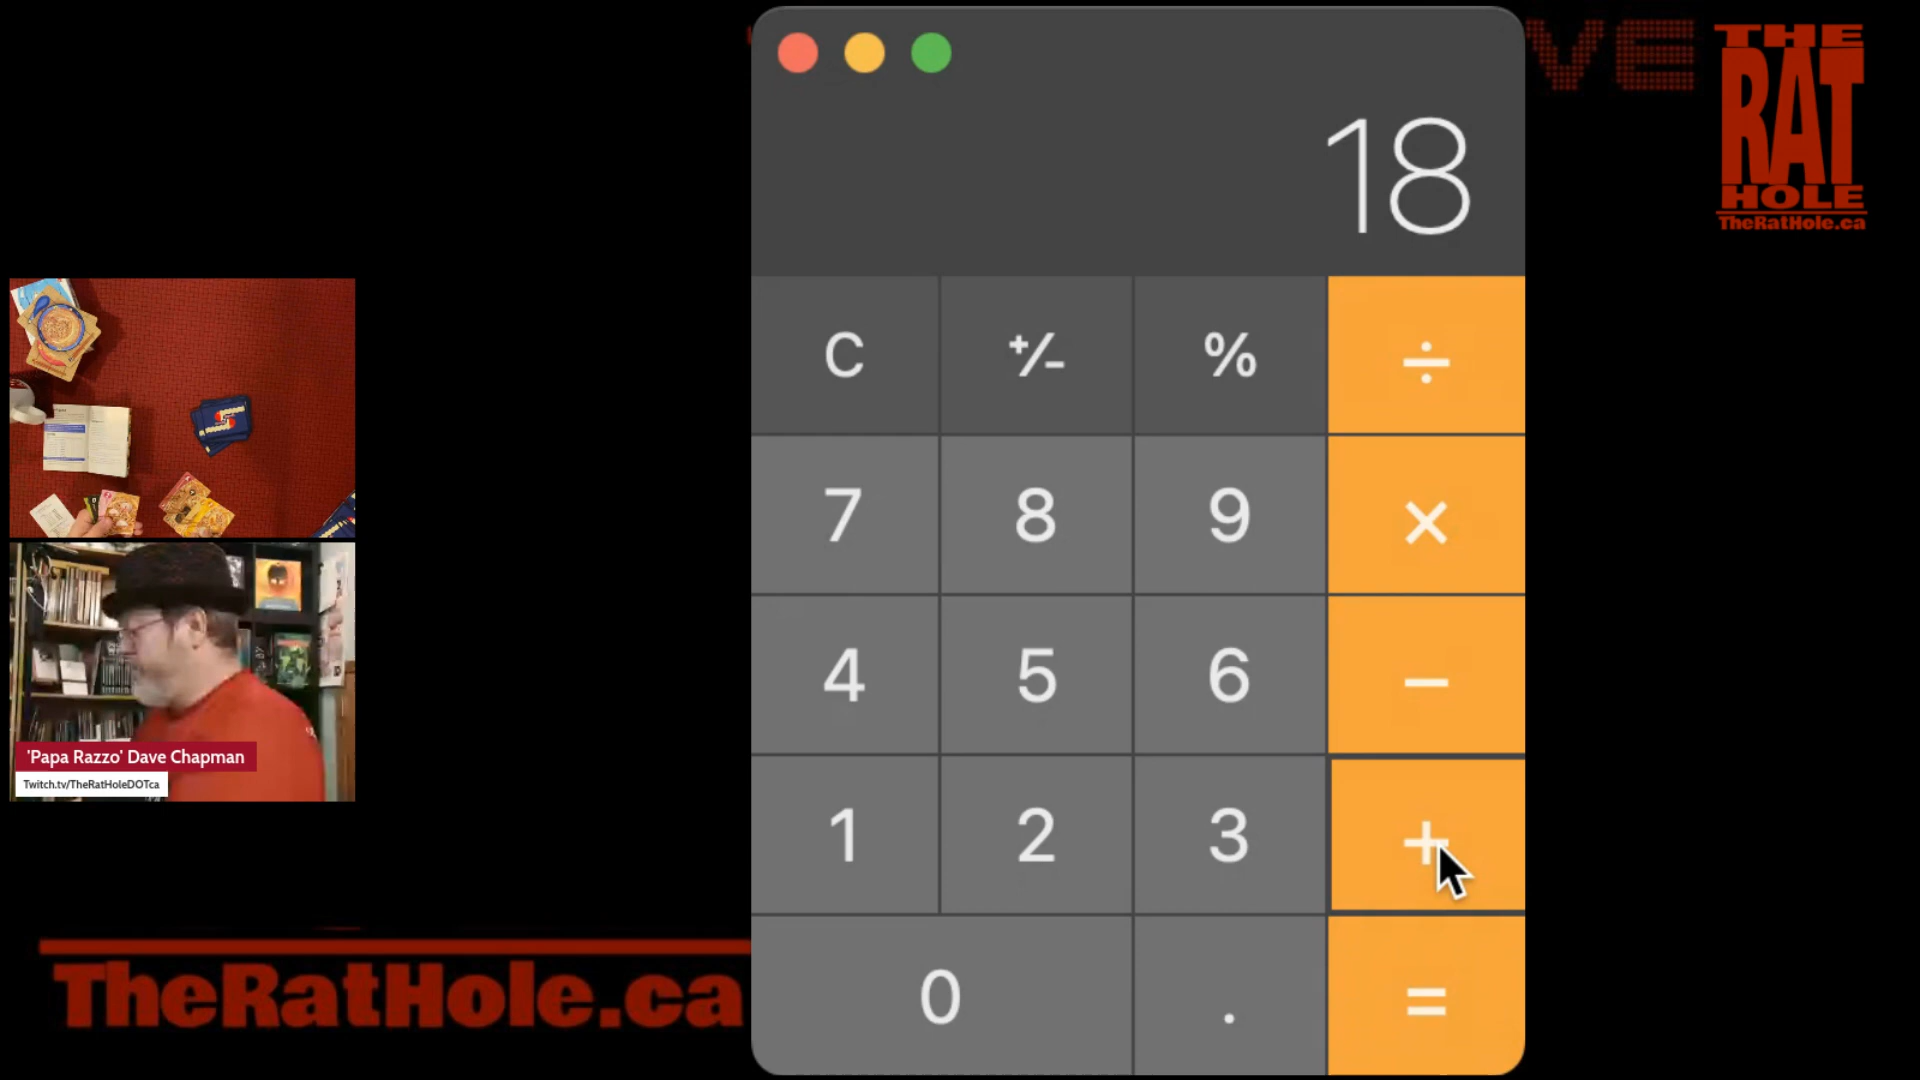 VE
THE
RAT
HOLE
TheRatHole.ca
18
C
⁺∕₋
%
÷
7
8
9
×
4
5
6
−
1
2
3
+
0
.
=
'Papa Razzo' Dave Chapman
Twitch.tv/TheRatHoleDOTca
TheRatHole.ca